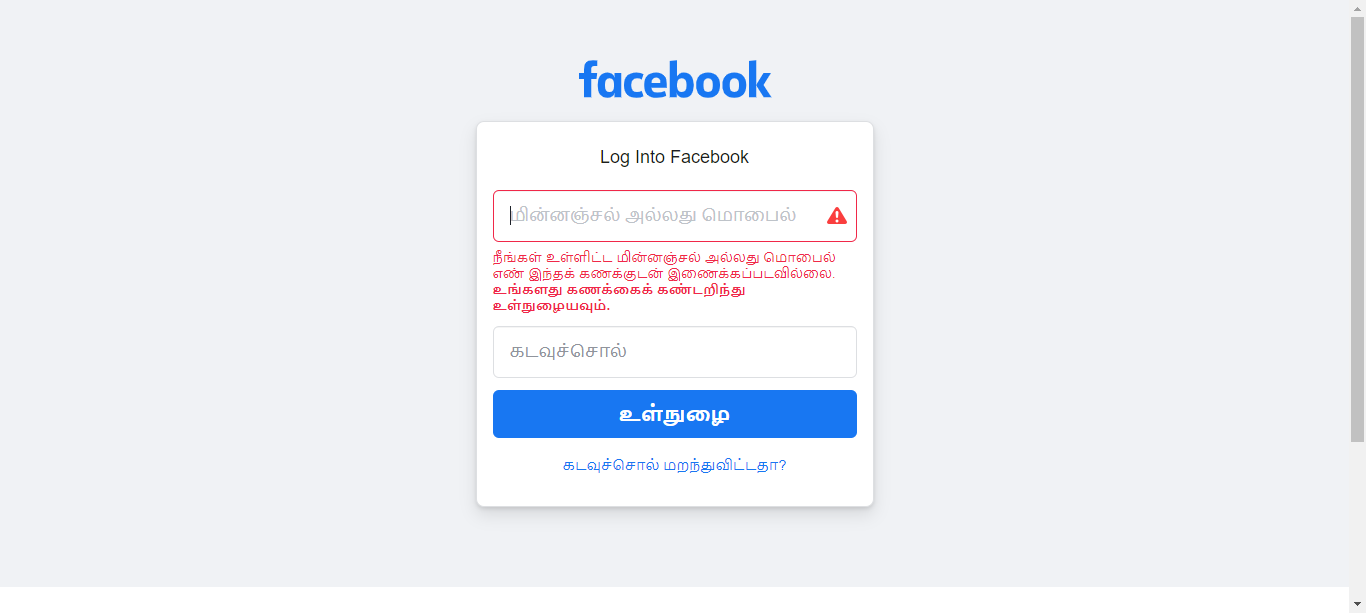 facebook
Log Into Facebook
மின்னஞ்சல் அல்லது மொபைல்
நீங்கள் உள்ளிட்ட மின்னஞ்சல் அல்லது மொபைல்
எண் இந்தக் கணக்குடன் இணைக்கப்படவில்லை.
உங்களது கணக்கைக் கண்டறிந்து
உள்நுழையவும்.
கடவுச்சொல்
உள்நுழை
கடவுச்சொல் மறந்துவிட்டதா?